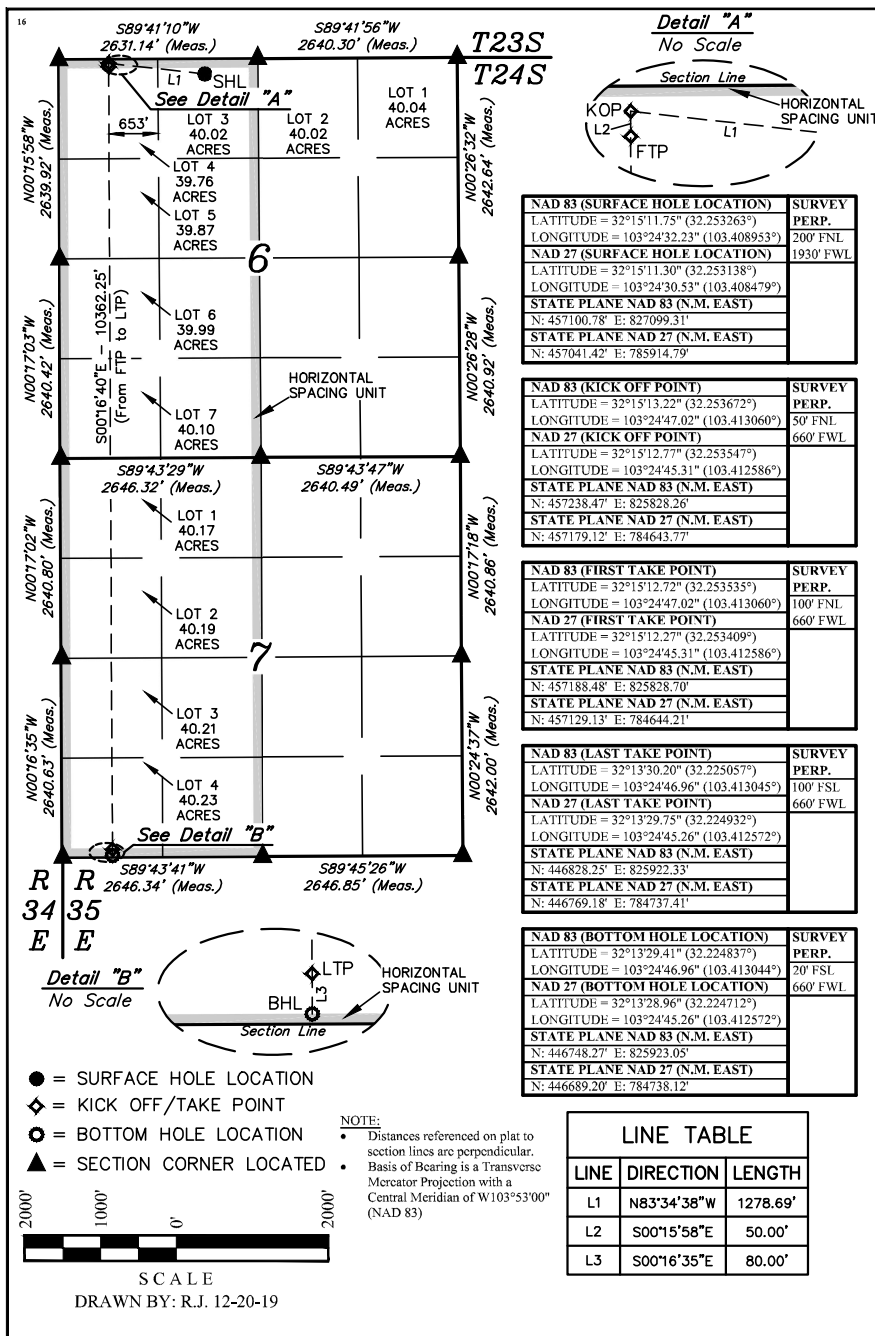 16
S89°41'10"W
2631.14' (Meas.)
S89°41'56"W
2640.30' (Meas.)
T23S
T24S
Detail "A"
No Scale
Section Line
HORIZONTAL
SPACING UNIT
KOP
L2
L1
FTP
L1
SHL
See Detail "A"
653'
LOT 3
40.02
ACRES
LOT 2
40.02
ACRES
LOT 1
40.04
ACRES
LOT 4
39.76
ACRES
LOT 5
39.87
ACRES
N00°15'58"W
2639.92' (Meas.)
N00°26'32"W
2642.64' (Meas.)
6
LOT 6
39.99
ACRES
S00°16'40"E – 10362.25'
(From FTP to LTP)
N00°17'03"W
2640.42' (Meas.)
N00°26'28"W
2640.92' (Meas.)
HORIZONTAL
SPACING UNIT
LOT 7
40.10
ACRES
S89°43'29"W
2646.32' (Meas.)
S89°43'47"W
2640.49' (Meas.)
LOT 1
40.17
ACRES
N00°17'02"W
2640.80' (Meas.)
N00°17'18"W
2640.86' (Meas.)
LOT 2
40.19
ACRES
7
LOT 3
40.21
ACRES
N00°16'35"W
2640.63' (Meas.)
N00°24'37"W
2642.00' (Meas.)
LOT 4
40.23
ACRES
See Detail "B"
S89°43'41"W
2646.34' (Meas.)
S89°45'26"W
2646.85' (Meas.)
R R
34 35
E E
Detail "B"
No Scale
LTP
L3
BHL
HORIZONTAL
SPACING UNIT
Section Line
NAD 83 (SURFACE HOLE LOCATION) SURVEY
LATITUDE = 32°15'11.75" (32.253263°) PERP.
LONGITUDE = 103°24'32.23" (103.408953°) 200' FNL
NAD 27 (SURFACE HOLE LOCATION) 1930' FWL
LATITUDE = 32°15'11.30" (32.253138°)
LONGITUDE = 103°24'30.53" (103.408479°)
STATE PLANE NAD 83 (N.M. EAST)
N: 457100.78' E: 827099.31'
STATE PLANE NAD 27 (N.M. EAST)
N: 457041.42' E: 785914.79'
NAD 83 (KICK OFF POINT) SURVEY
LATITUDE = 32°15'13.22" (32.253672°) PERP.
LONGITUDE = 103°24'47.02" (103.413060°) 50' FNL
NAD 27 (KICK OFF POINT) 660' FWL
LATITUDE = 32°15'12.77" (32.253547°)
LONGITUDE = 103°24'45.31" (103.412586°)
STATE PLANE NAD 83 (N.M. EAST)
N: 457238.47' E: 825828.26'
STATE PLANE NAD 27 (N.M. EAST)
N: 457179.12' E: 784643.77'
NAD 83 (FIRST TAKE POINT) SURVEY
LATITUDE = 32°15'12.72" (32.253535°) PERP.
LONGITUDE = 103°24'47.02" (103.413060°) 100' FNL
NAD 27 (FIRST TAKE POINT) 660' FWL
LATITUDE = 32°15'12.27" (32.253409°)
LONGITUDE = 103°24'45.31" (103.412586°)
STATE PLANE NAD 83 (N.M. EAST)
N: 457188.48' E: 825828.70'
STATE PLANE NAD 27 (N.M. EAST)
N: 457129.13' E: 784644.21'
NAD 83 (LAST TAKE POINT) SURVEY
LATITUDE = 32°13'30.20" (32.225057°) PERP.
LONGITUDE = 103°24'46.96" (103.413045°) 100' FSL
NAD 27 (LAST TAKE POINT) 660' FWL
LATITUDE = 32°13'29.75" (32.224932°)
LONGITUDE = 103°24'45.26" (103.412572°)
STATE PLANE NAD 83 (N.M. EAST)
N: 446828.25' E: 825922.33'
STATE PLANE NAD 27 (N.M. EAST)
N: 446769.18' E: 784737.41'
NAD 83 (BOTTOM HOLE LOCATION) SURVEY
LATITUDE = 32°13'29.41" (32.224837°) PERP.
LONGITUDE = 103°24'46.96" (103.413044°) 20' FSL
NAD 27 (BOTTOM HOLE LOCATION) 660' FWL
LATITUDE = 32°13'28.96" (32.224712°)
LONGITUDE = 103°24'45.26" (103.412572°)
STATE PLANE NAD 83 (N.M. EAST)
N: 446748.27' E: 825923.05'
STATE PLANE NAD 27 (N.M. EAST)
N: 446689.20' E: 784738.12'
= SURFACE HOLE LOCATION
= KICK OFF/TAKE POINT
= BOTTOM HOLE LOCATION
= SECTION CORNER LOCATED
NOTE:
• Distances referenced on plat to
section lines are perpendicular.
• Basis of Bearing is a Transverse
Mercator Projection with a
Central Meridian of W103°53'00"
(NAD 83)
2000' 1000' 0' 2000'
SCALE
DRAWN BY: R.J. 12-20-19
LINE TABLE
LINE DIRECTION LENGTH
L1 N83°34'38"W 1278.69'
L2 S00°15'58"E 50.00'
L3 S00°16'35"E 80.00'